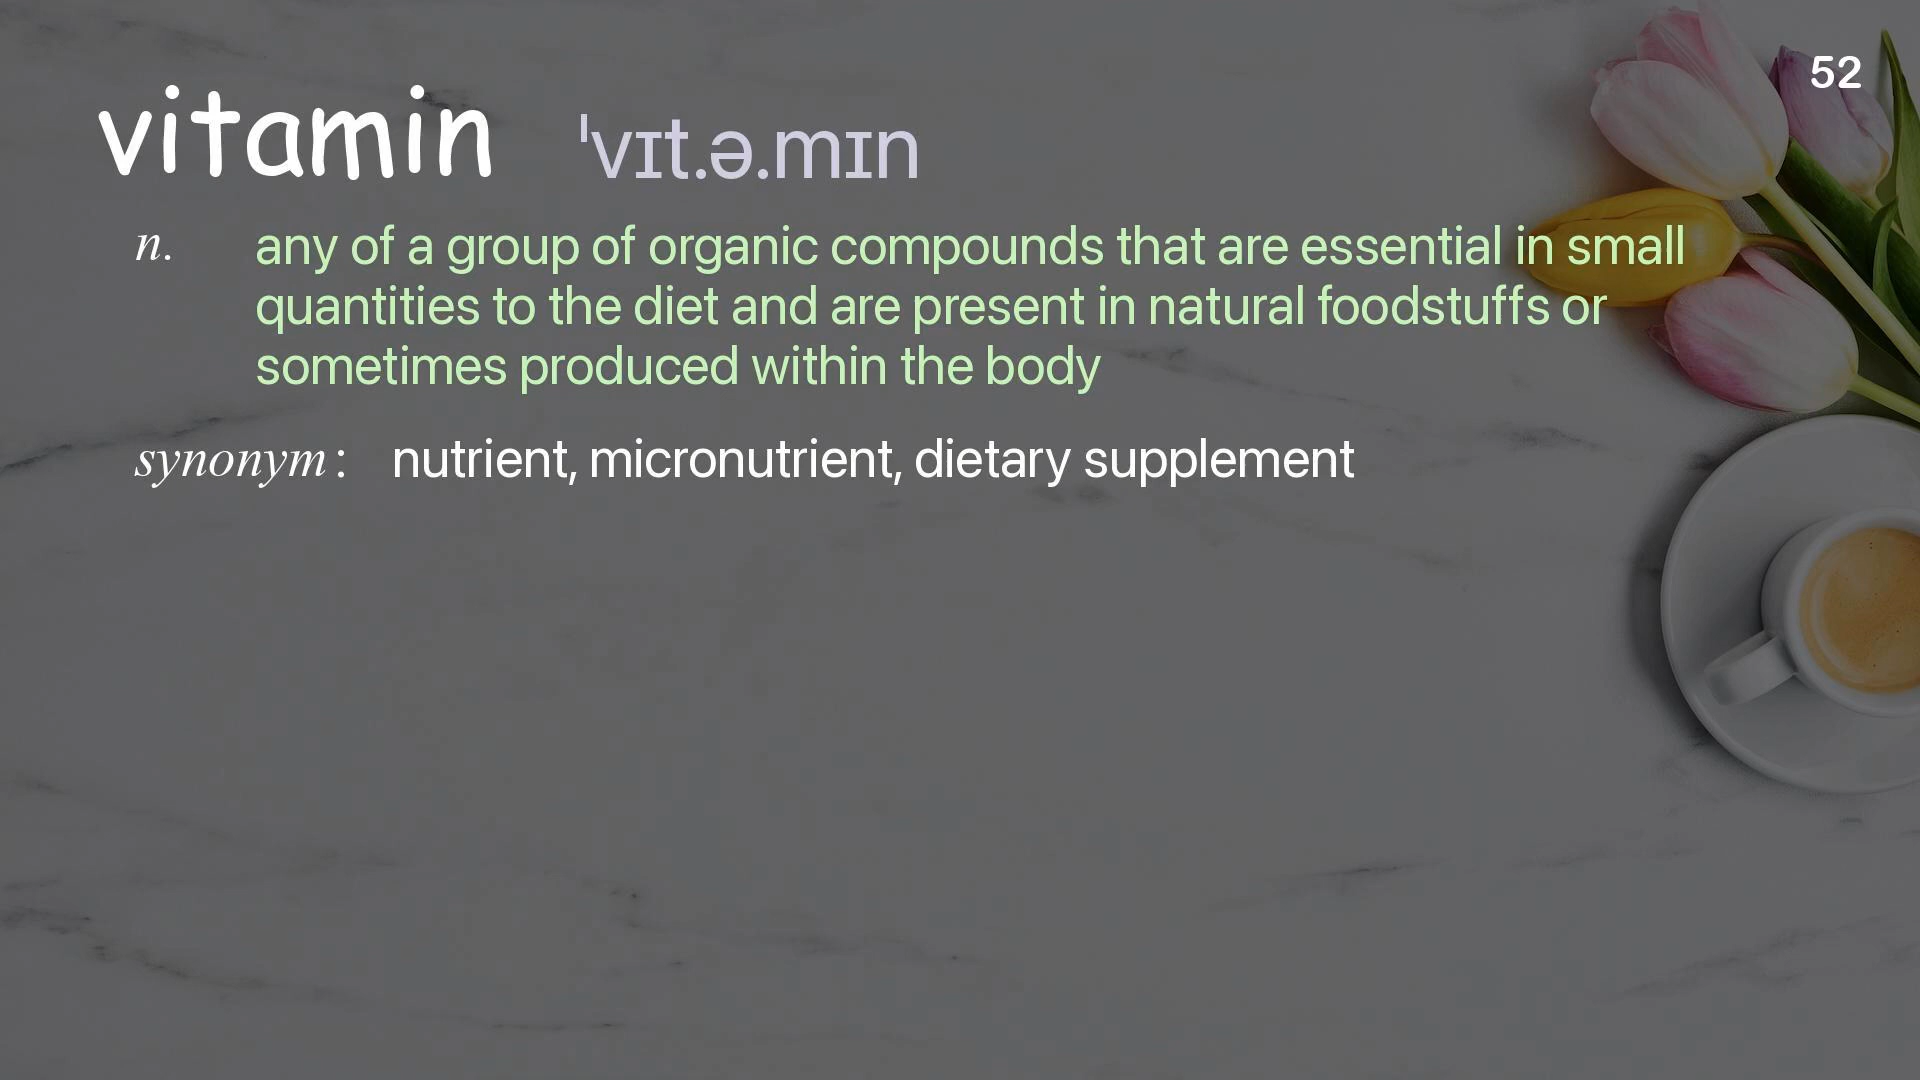 52
vitamin ˈvɪt.ə.mɪn
n. any of a group of organic compounds that are essential in small
quantities to the diet and are present in natural foodstuffs or
sometimes produced within the body
synonym : nutrient, micronutrient, dietary supplement